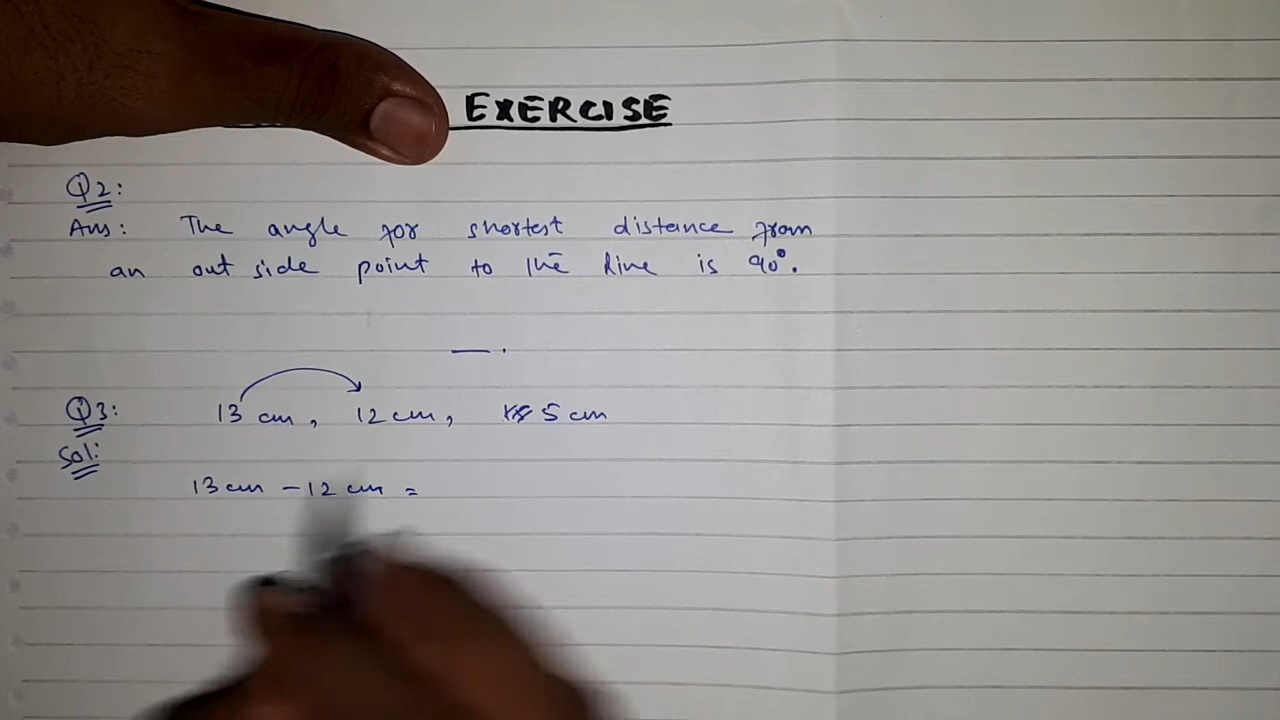 EXERCISE
Q2:
Ans: The angle for shortest distance from
an out side point to the line is 90°.
Q3: 13 cm, 12 cm, 5 cm
Sol:
13 cm - 12 cm =